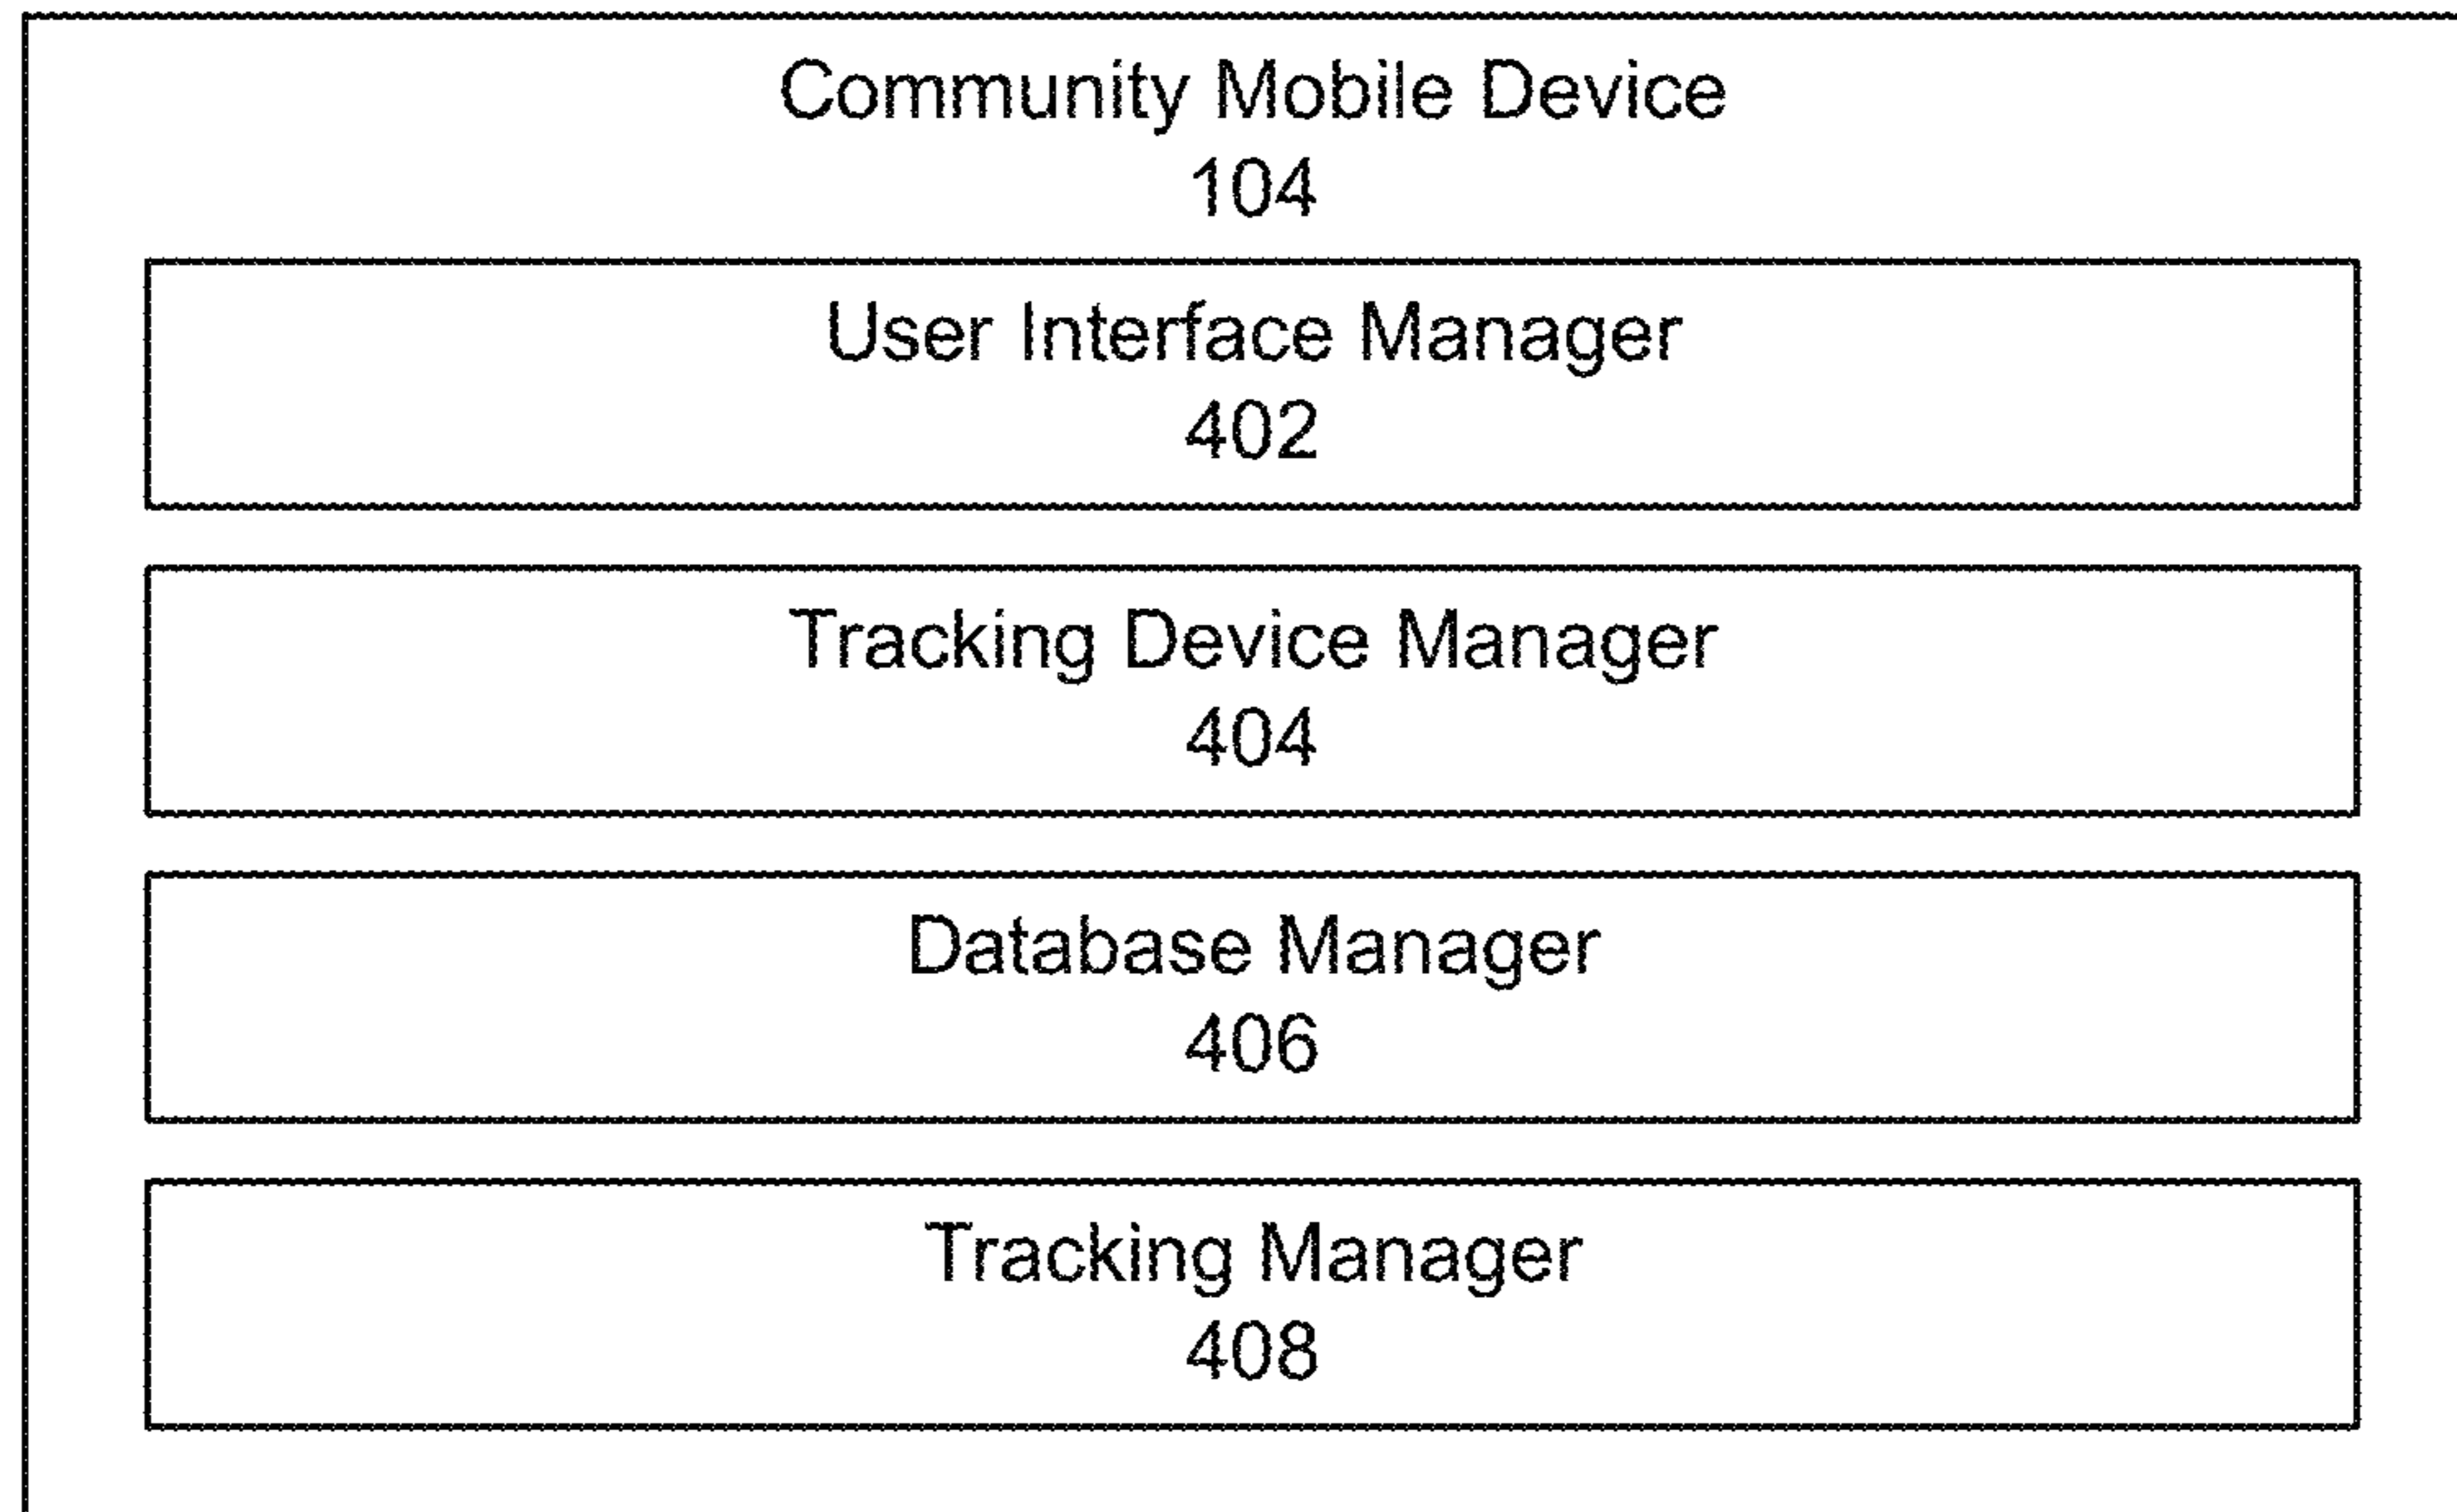 Community Mobile Device
104
User Interface Manager
402
Tracking Device Manager
404
Database Manager
406
Tracking Manager
408